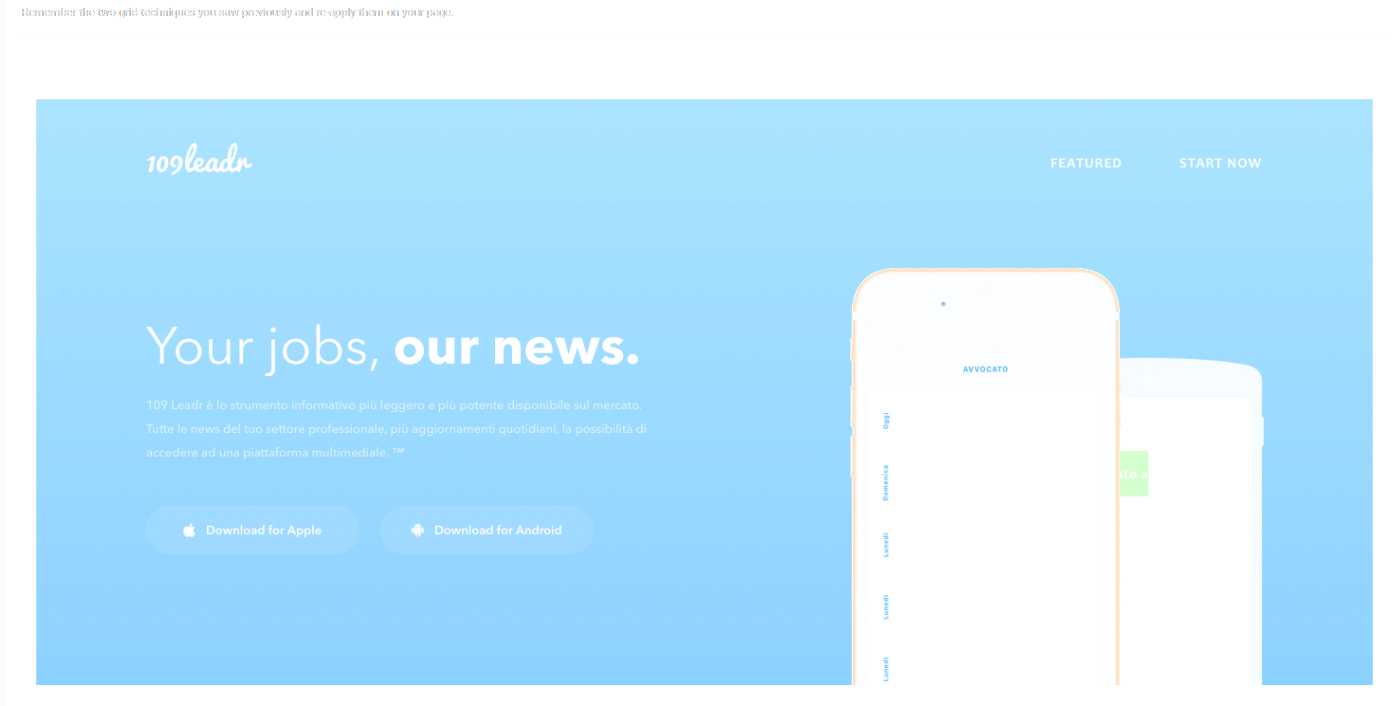 Remember the two grid techniques you saw previously and re-apply them on your page.
109leadr
FEATURED
START NOW
Your jobs, our news.
109 Leadr è lo strumento informativo più leggero e più potente disponibile sul mercato.
Tutte le news del tuo settore professionale, più aggiornamenti quotidiani, la possibilità di
accedere ad una piattaforma multimediale. ™
Download for Apple
Download for Android
AVVOCATO
Oggi
Domenica
Lunedì
Lunedì
Lunedì